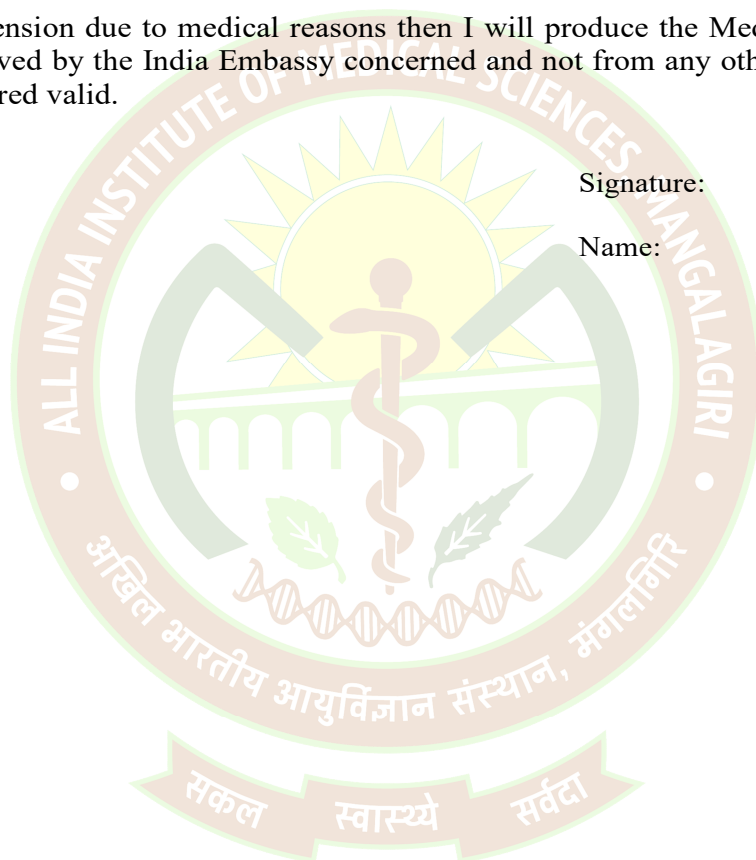 ension due to medical reasons then I will produce the Med
ved by the India Embassy concerned and not from any oth
red valid.
Signature:
Name:
ALL INDIA INSTITUTE OF MEDICAL SCIENCES, MANGALAGIRI
अखिल भारतीय आयुर्विज्ञान संस्थान, मंगलागिरि
सकल स्वास्थ्ये सर्वदा